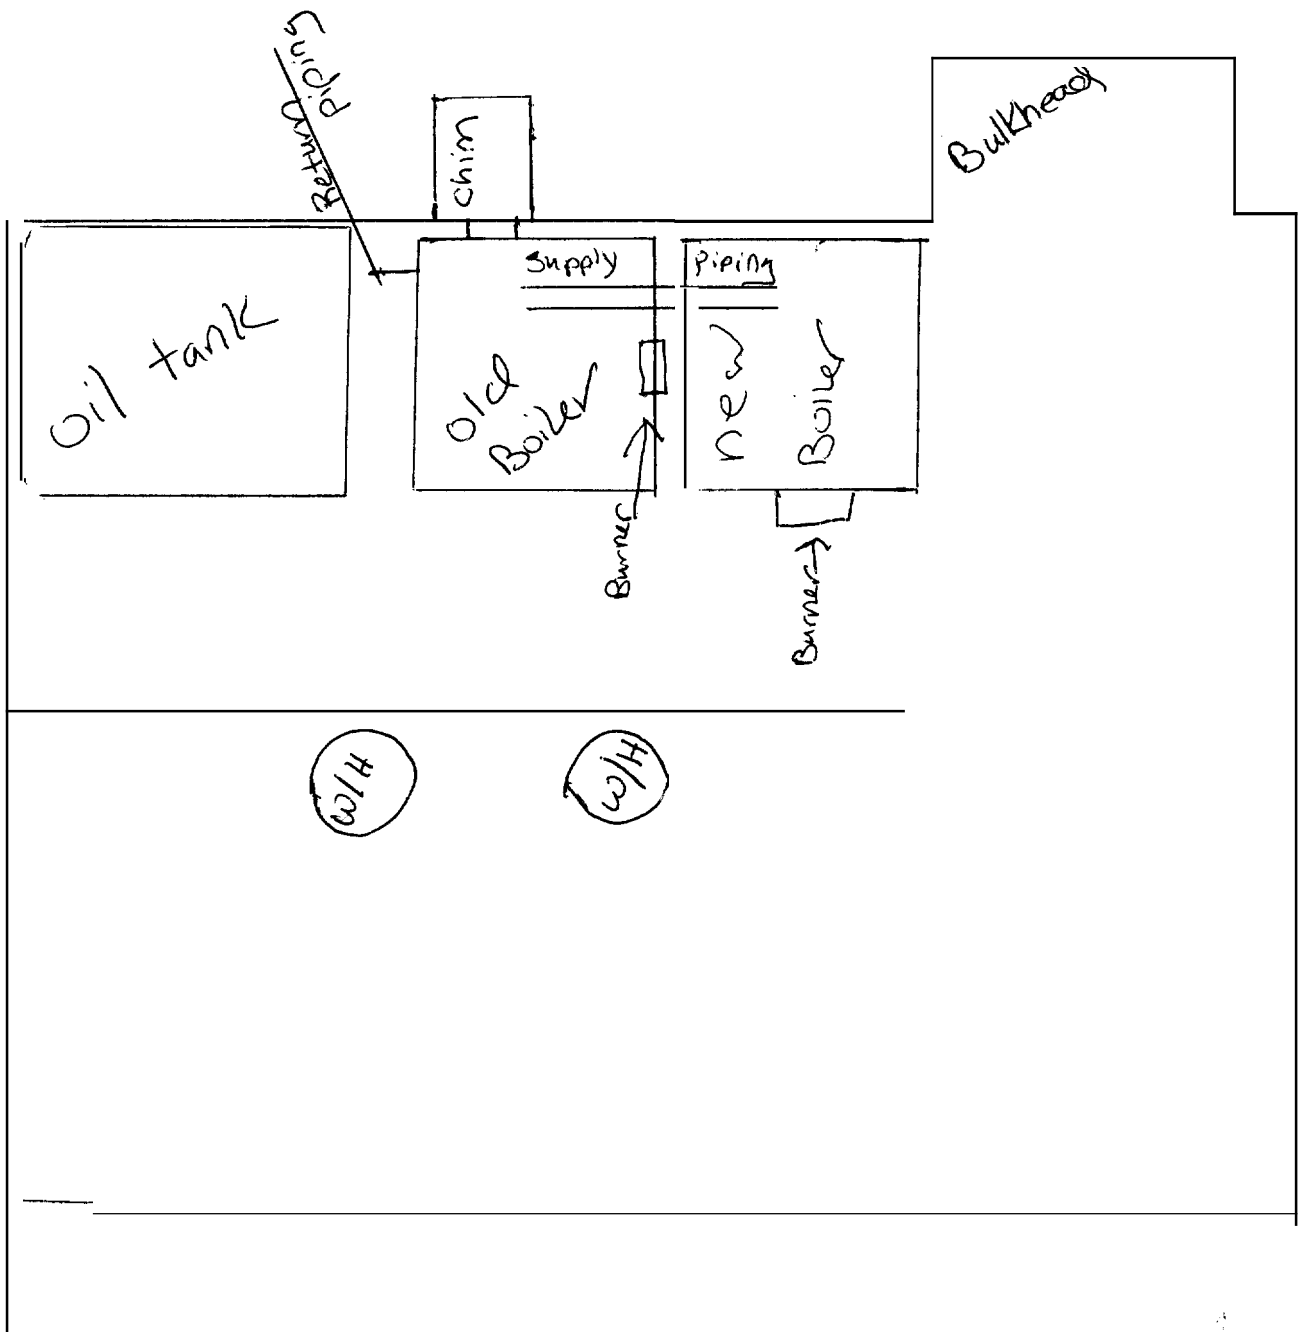 Return
Piping
chim
Bulkhead
Supply Piping
Oil tank
Old
Boiler
new
Boiler
Burner
Burner
W/H
W/H